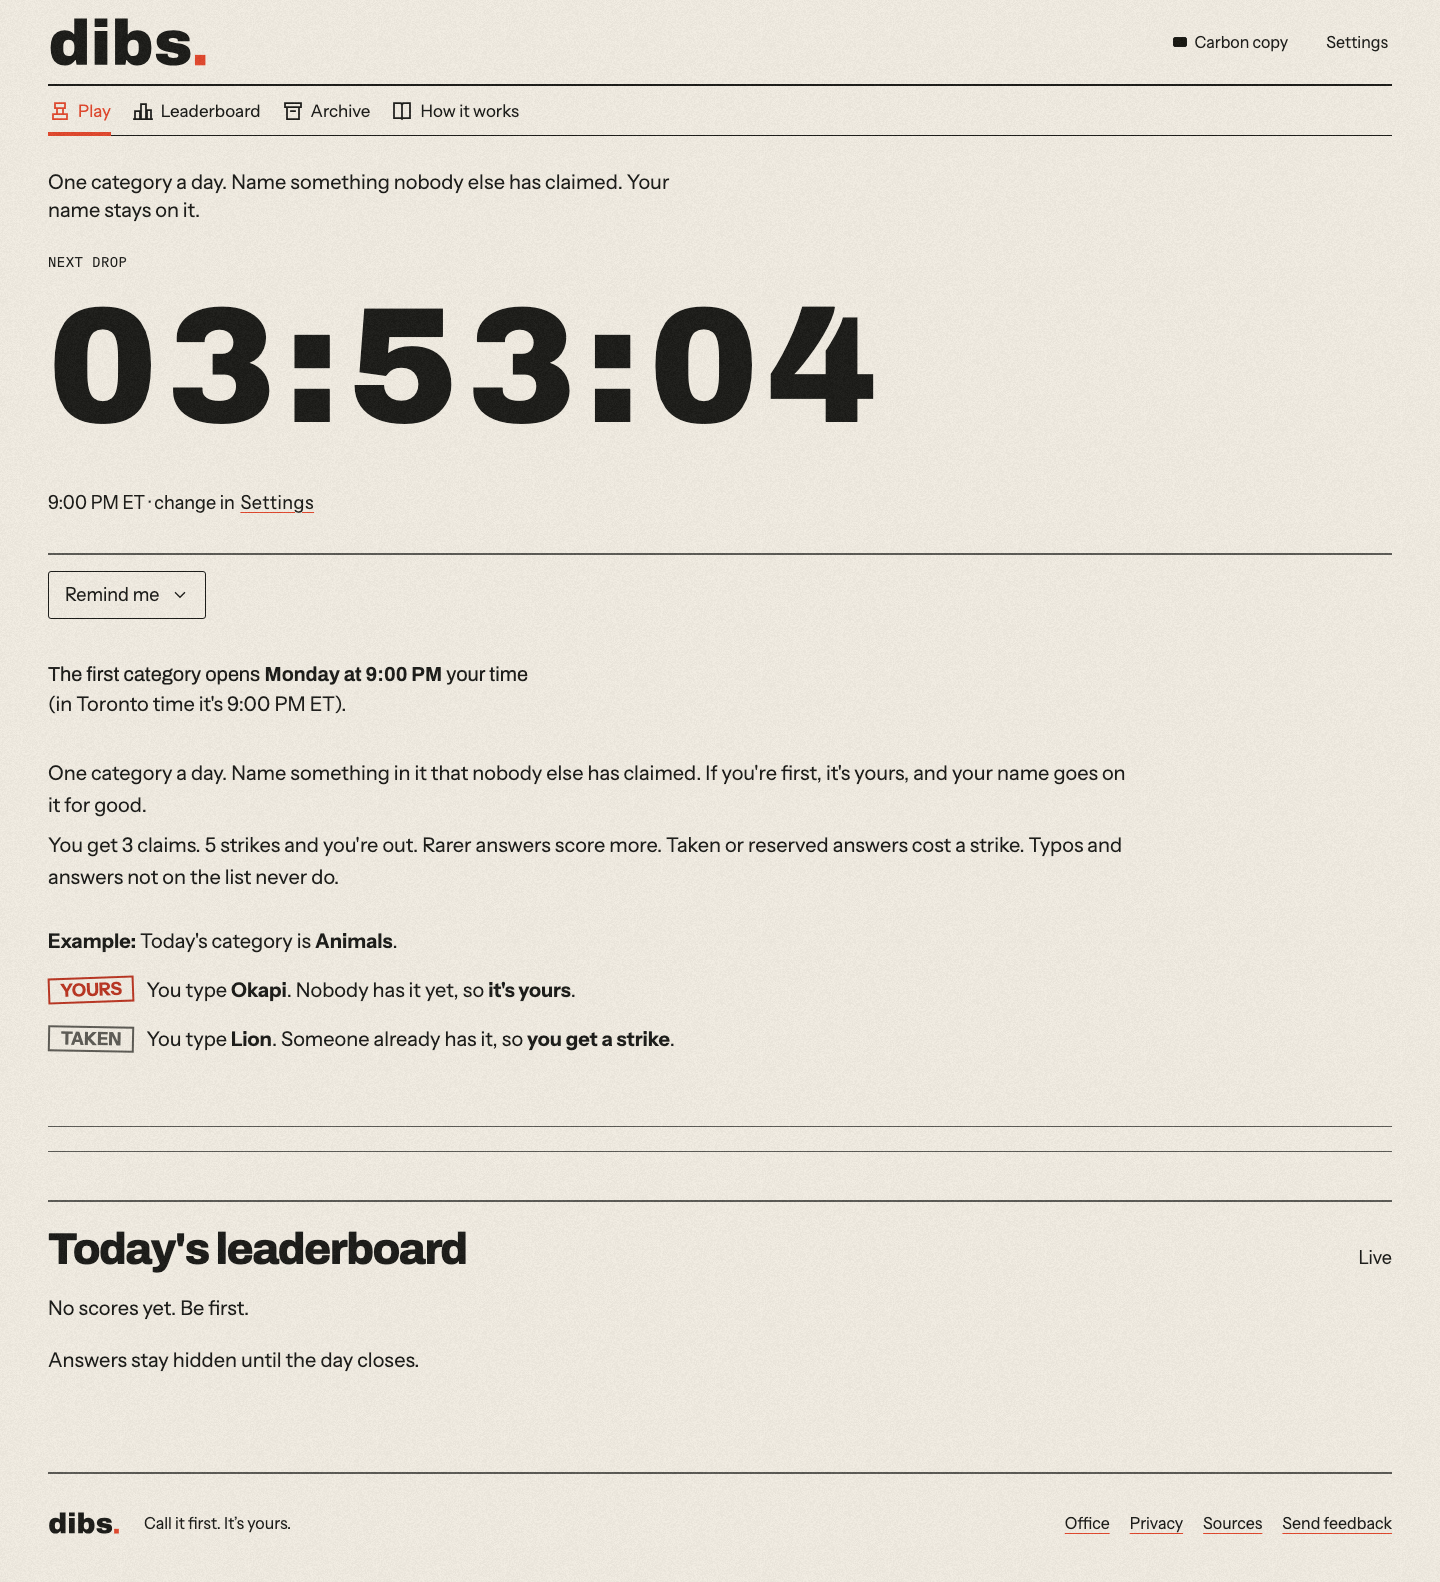 dibs.
Carbon copy Settings
Play Leaderboard Archive How it works
One category a day. Name something nobody else has claimed. Your
name stays on it.
NEXT DROP
03:53:04
9:00 PM ET · change in Settings
Remind me
The first category opens Monday at 9:00 PM your time
(in Toronto time it's 9:00 PM ET).
One category a day. Name something in it that nobody else has claimed. If you're first, it's yours, and your name goes on
it for good.
You get 3 claims. 5 strikes and you're out. Rarer answers score more. Taken or reserved answers cost a strike. Typos and
answers not on the list never do.
Example: Today's category is Animals.
YOURS You type Okapi. Nobody has it yet, so it's yours.
TAKEN You type Lion. Someone already has it, so you get a strike.
Today's leaderboard
Live
No scores yet. Be first.
Answers stay hidden until the day closes.
dibs. Call it first. It’s yours.
Office Privacy Sources Send feedback